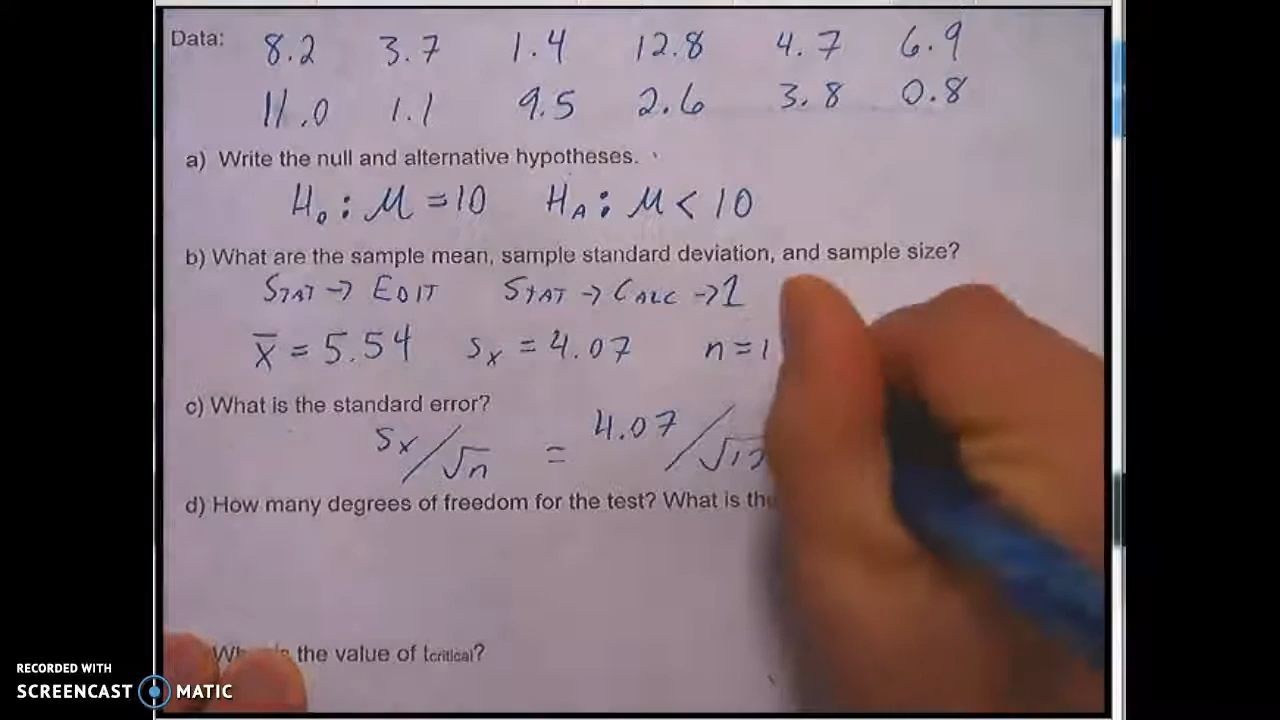 Data: 8.2 3.7 1.4 12.8 4.7 6.9
11.0 1.1 9.5 2.6 3.8 0.8
a) Write the null and alternative hypotheses.
H₀ : μ = 10 Hₐ : μ < 10
b) What are the sample mean, sample standard deviation, and sample size?
STAT → EDIT STAT → CALC → 1
x̄ = 5.54 sₓ = 4.07 n = 1
c) What is the standard error?
sₓ/√n = 4.07/√12
d) How many degrees of freedom for the test? What is the
the value of tcritical?
RECORDED WITH
SCREENCAST MATIC